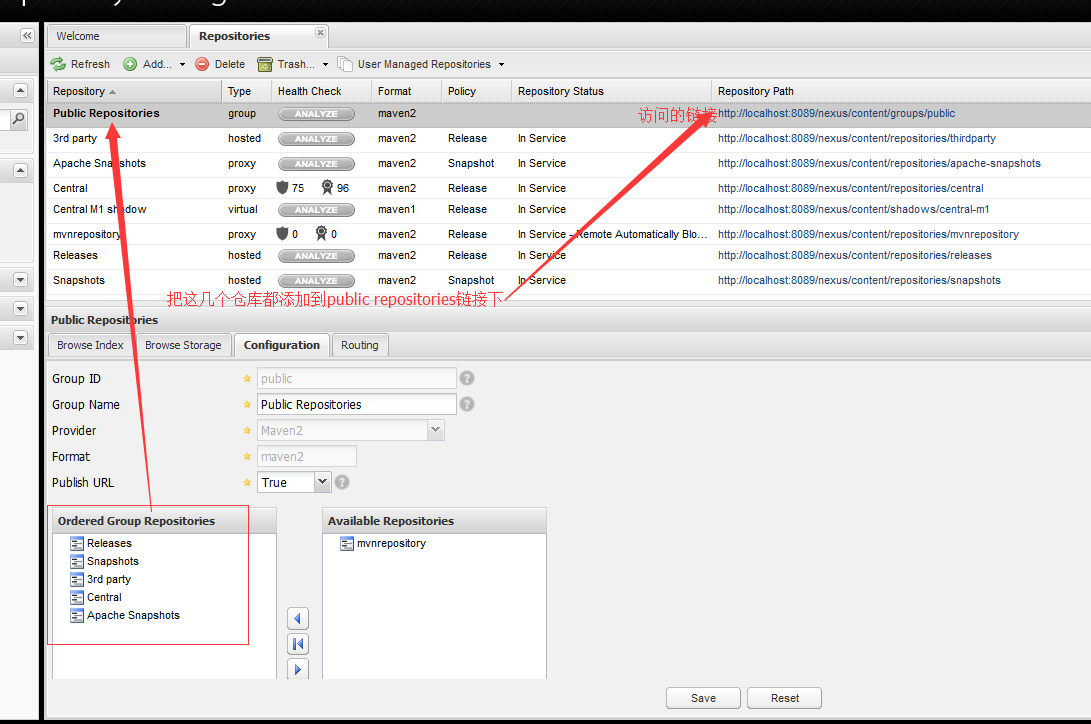 Welcome
Repositories
Refresh Add... Delete Trash... User Managed Repositories
Repository Type Health Check Format Policy Repository Status Repository Path
Public Repositories group ANALYZE maven2 访问的链接 http://localhost:8089/nexus/content/groups/public
3rd party hosted ANALYZE maven2 Release In Service http://localhost:8089/nexus/content/repositories/thirdparty
Apache Snapshots proxy ANALYZE maven2 Snapshot In Service http://localhost:8089/nexus/content/repositories/apache-snapshots
Central proxy 75 96 maven2 Release In Service http://localhost:8089/nexus/content/repositories/central
Central M1 shadow virtual ANALYZE maven1 Release In Service http://localhost:8089/nexus/content/shadows/central-m1
mvnrepository proxy 0 0 maven2 Release In Service - Remote Automatically Blo... http://localhost:8089/nexus/content/repositories/mvnrepository
Releases hosted ANALYZE maven2 Release In Service http://localhost:8089/nexus/content/repositories/releases
Snapshots hosted ANALYZE maven2 Snapshot In Service http://localhost:8089/nexus/content/repositories/snapshots
把这几个仓库都添加到public repositories链接下
Public Repositories
Browse Index Browse Storage Configuration Routing
Group ID public
Group Name Public Repositories
Provider Maven2
Format maven2
Publish URL True
Ordered Group Repositories
Releases
Snapshots
3rd party
Central
Apache Snapshots
Available Repositories
mvnrepository
Save Reset